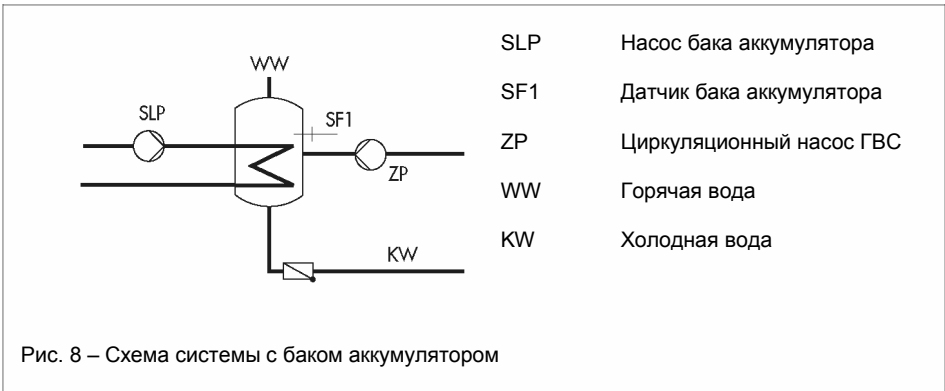 WW
SLP
SF1
ZP
KW
SLP Насос бака аккумулятора
SF1 Датчик бака аккумулятора
ZP Циркуляционный насос ГВС
WW Горячая вода
KW Холодная вода
Рис. 8 – Схема системы с баком аккумулятором